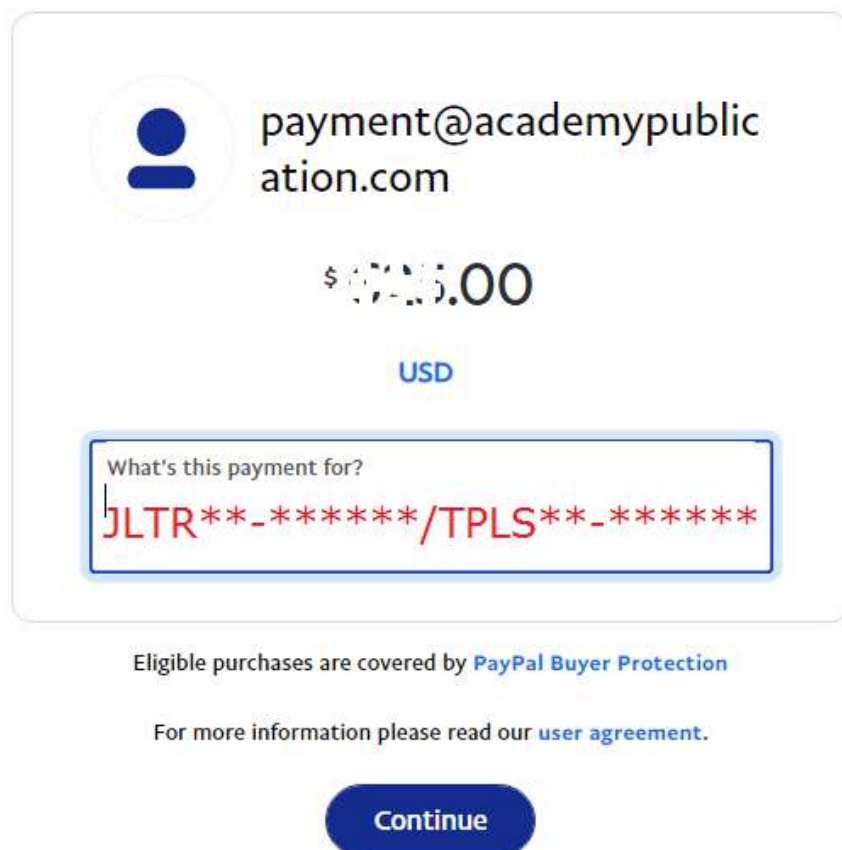 payment@academypublic
ation.com
$ .00
USD
What's this payment for?
JLTR**-******/TPLS**-******
Eligible purchases are covered by PayPal Buyer Protection
For more information please read our user agreement.
Continue